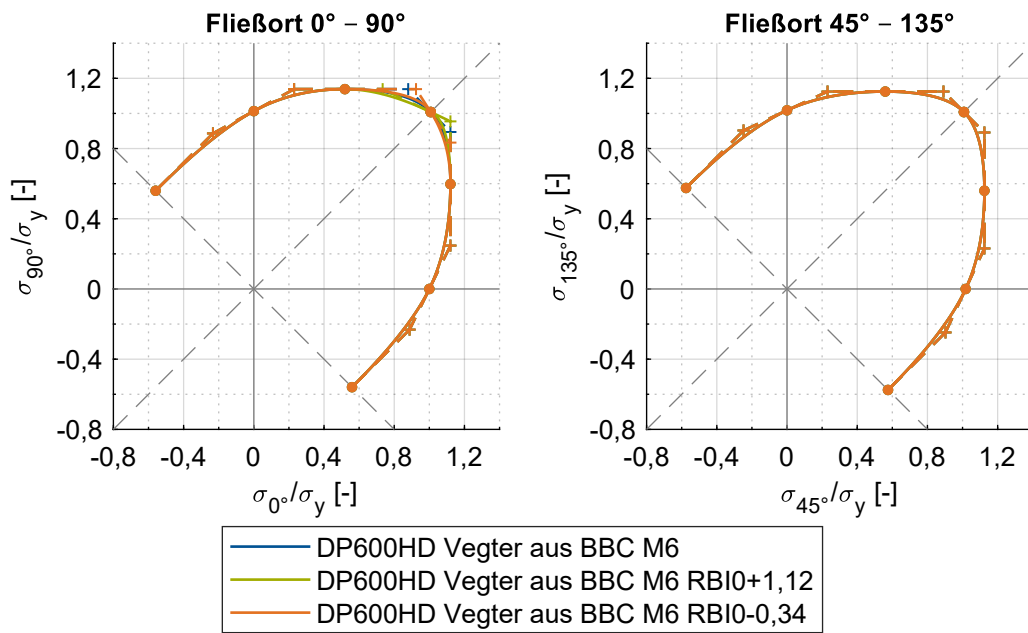 Fließort 0° – 90°
Fließort 45° – 135°
1,2
0,8
0,4
0
-0,4
-0,8
σ90°/σy [-]
-0,8
-0,4
0
0,4
0,8
1,2
σ0°/σy [-]
1,2
0,8
0,4
0
-0,4
-0,8
σ135°/σy [-]
-0,8
-0,4
0
0,4
0,8
1,2
σ45°/σy [-]
DP600HD Vegter aus BBC M6
DP600HD Vegter aus BBC M6 RBI0+1,12
DP600HD Vegter aus BBC M6 RBI0-0,34